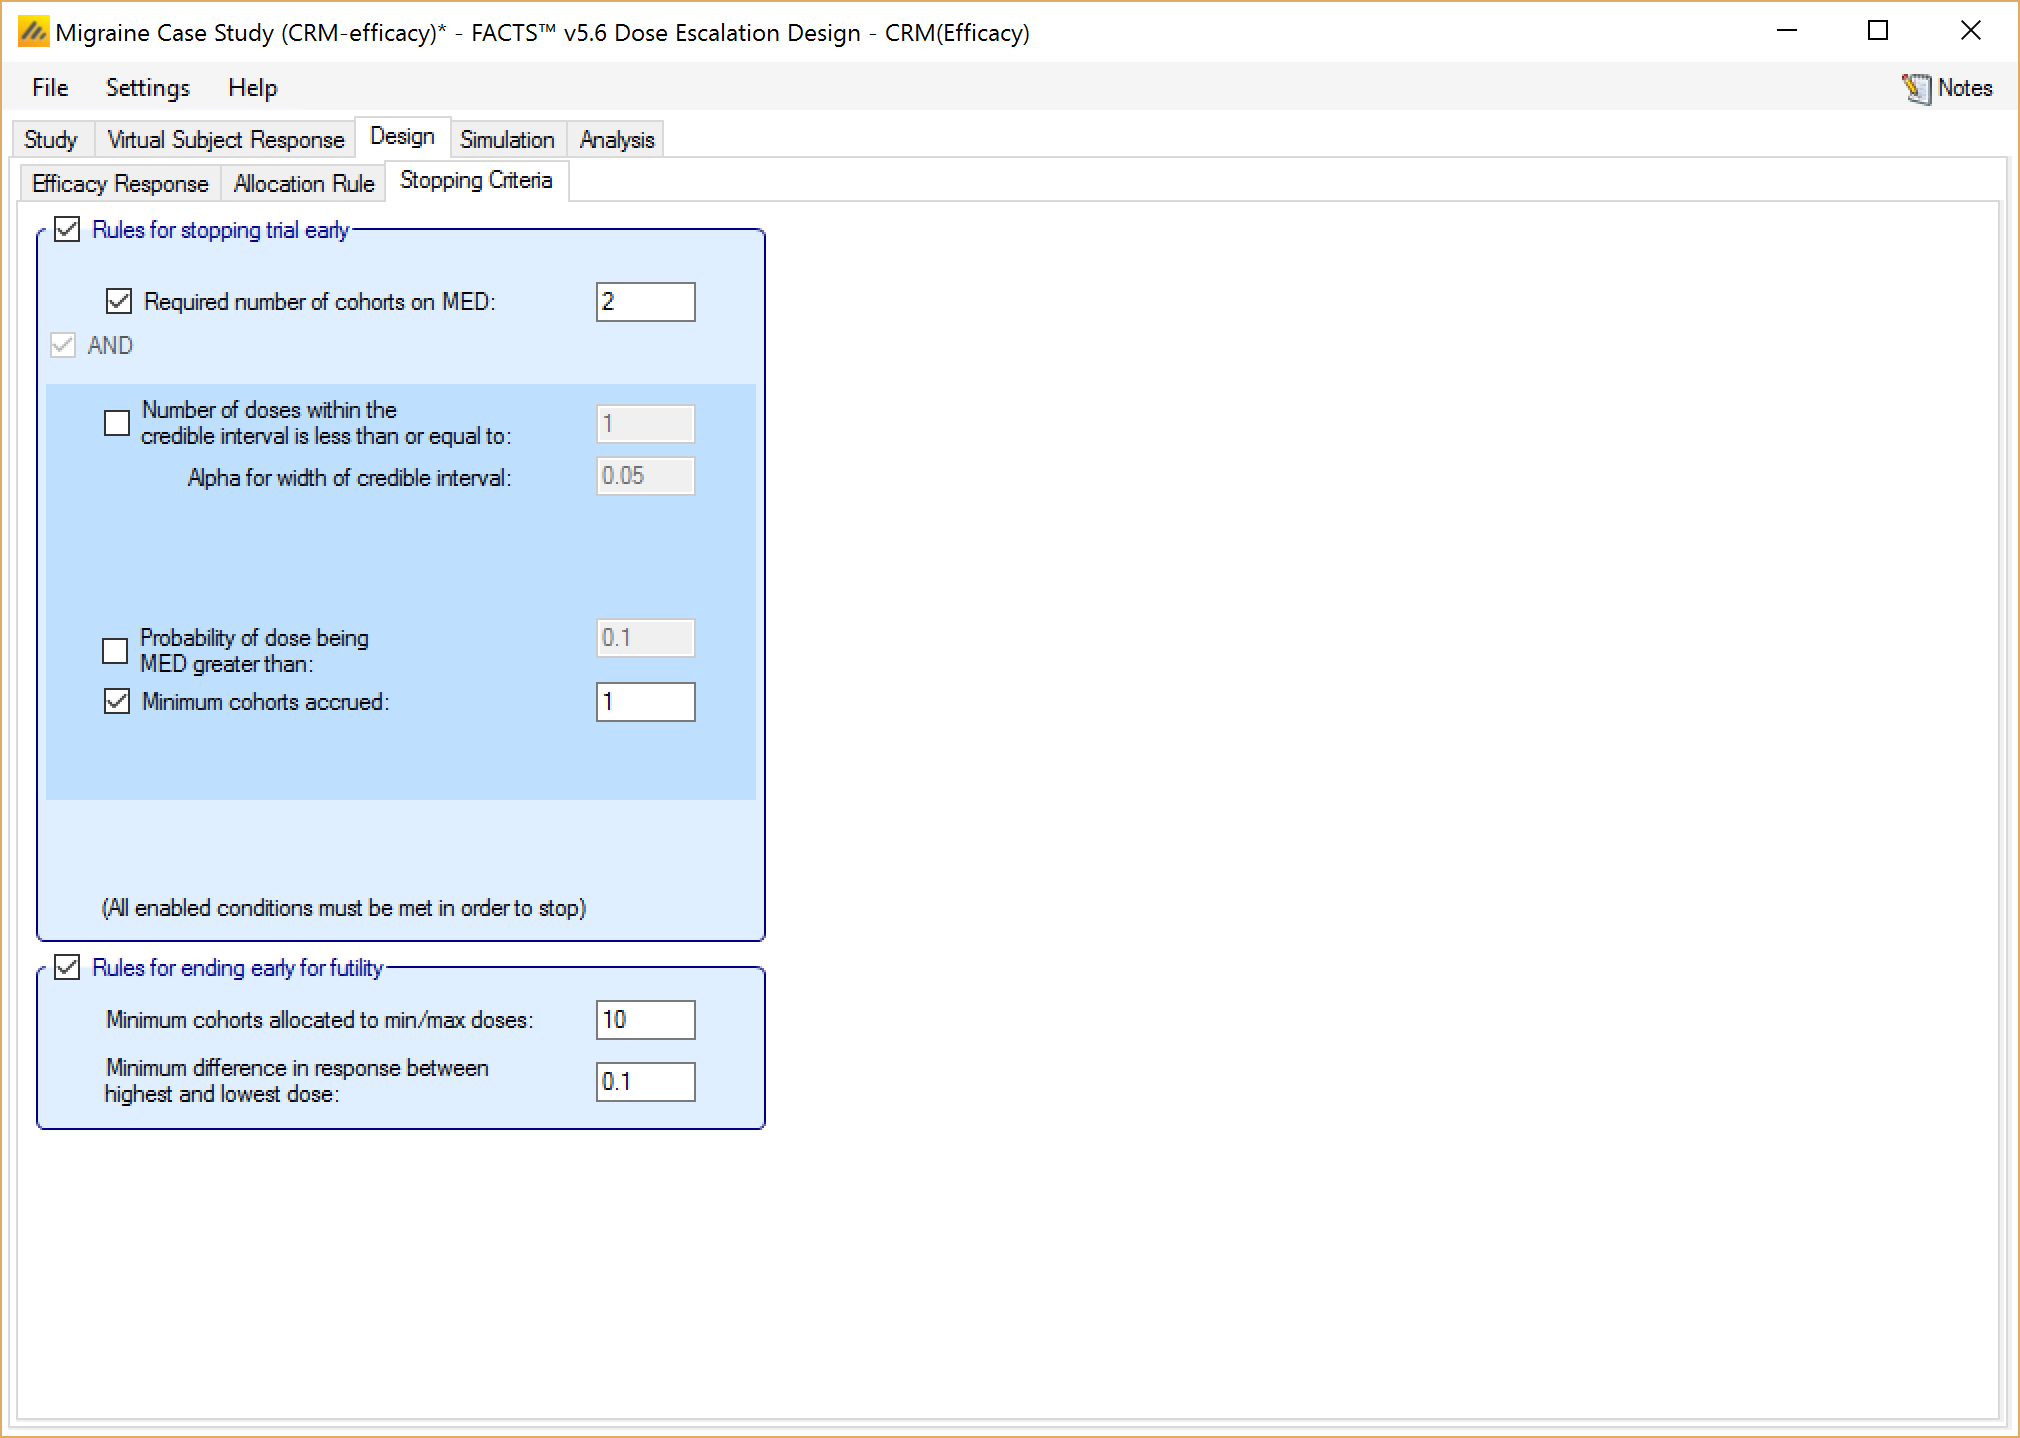 Migraine Case Study (CRM-efficacy)* - FACTS™ v5.6 Dose Escalation Design - CRM(Efficacy)
File Settings Help Notes
Study Virtual Subject Response Design Simulation Analysis
Efficacy Response Allocation Rule Stopping Criteria
Rules for stopping trial early
Required number of cohorts on MED: 2
AND
Number of doses within the
credible interval is less than or equal to: 1
Alpha for width of credible interval: 0.05
Probability of dose being
MED greater than: 0.1
Minimum cohorts accrued: 1
(All enabled conditions must be met in order to stop)
Rules for ending early for futility
Minimum cohorts allocated to min/max doses: 10
Minimum difference in response between
highest and lowest dose: 0.1